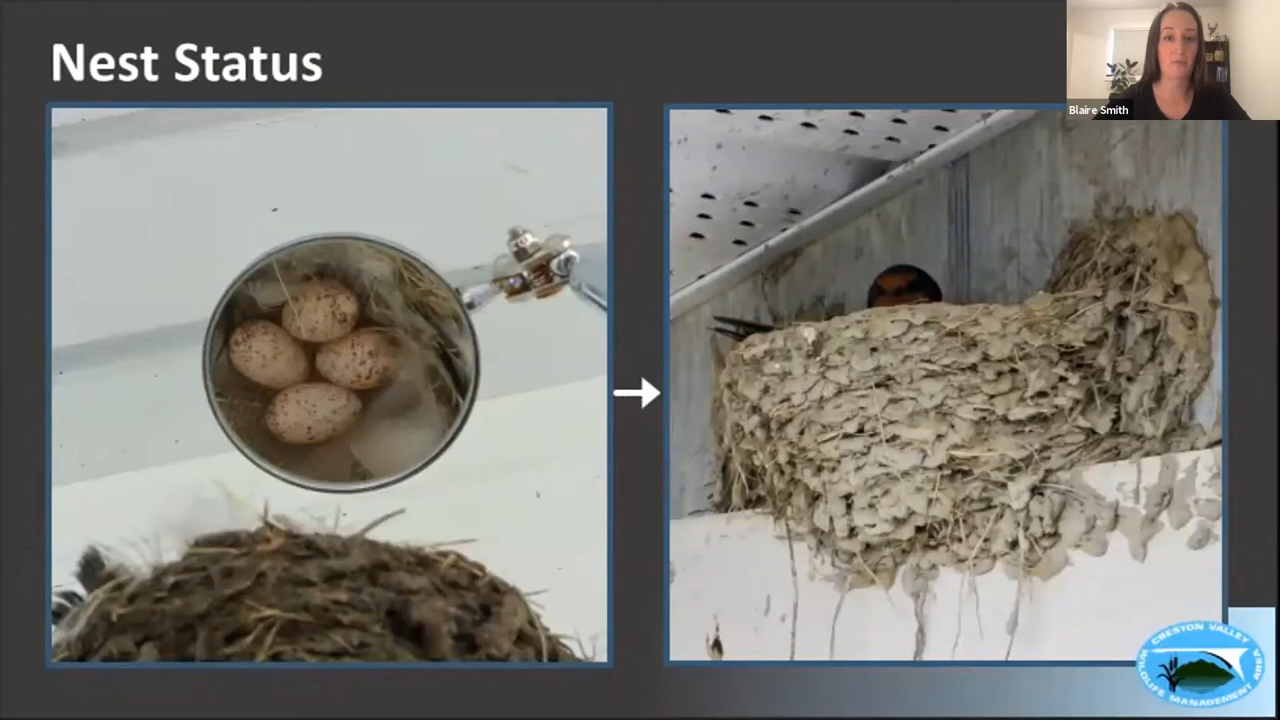 Nest Status
Blaire Smith
CRESTON VALLEY
WILDLIFE MANAGEMENT AREA